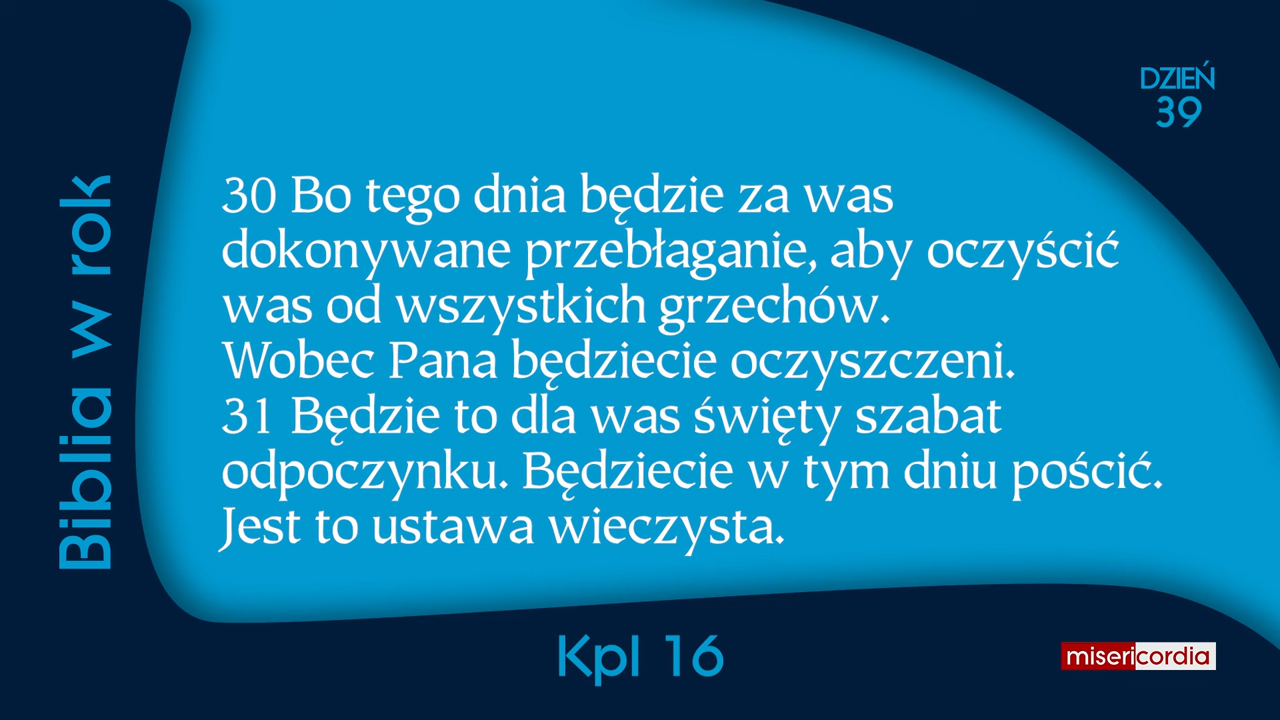 DZIEŃ
39
Biblia w rok
30 Bo tego dnia będzie za was
dokonywane przebłaganie, aby oczyścić
was od wszystkich grzechów.
Wobec Pana będziecie oczyszczeni.
31 Będzie to dla was święty szabat
odpoczynku. Będziecie w tym dniu pościć.
Jest to ustawa wieczysta.
Kpl 16
misericordia